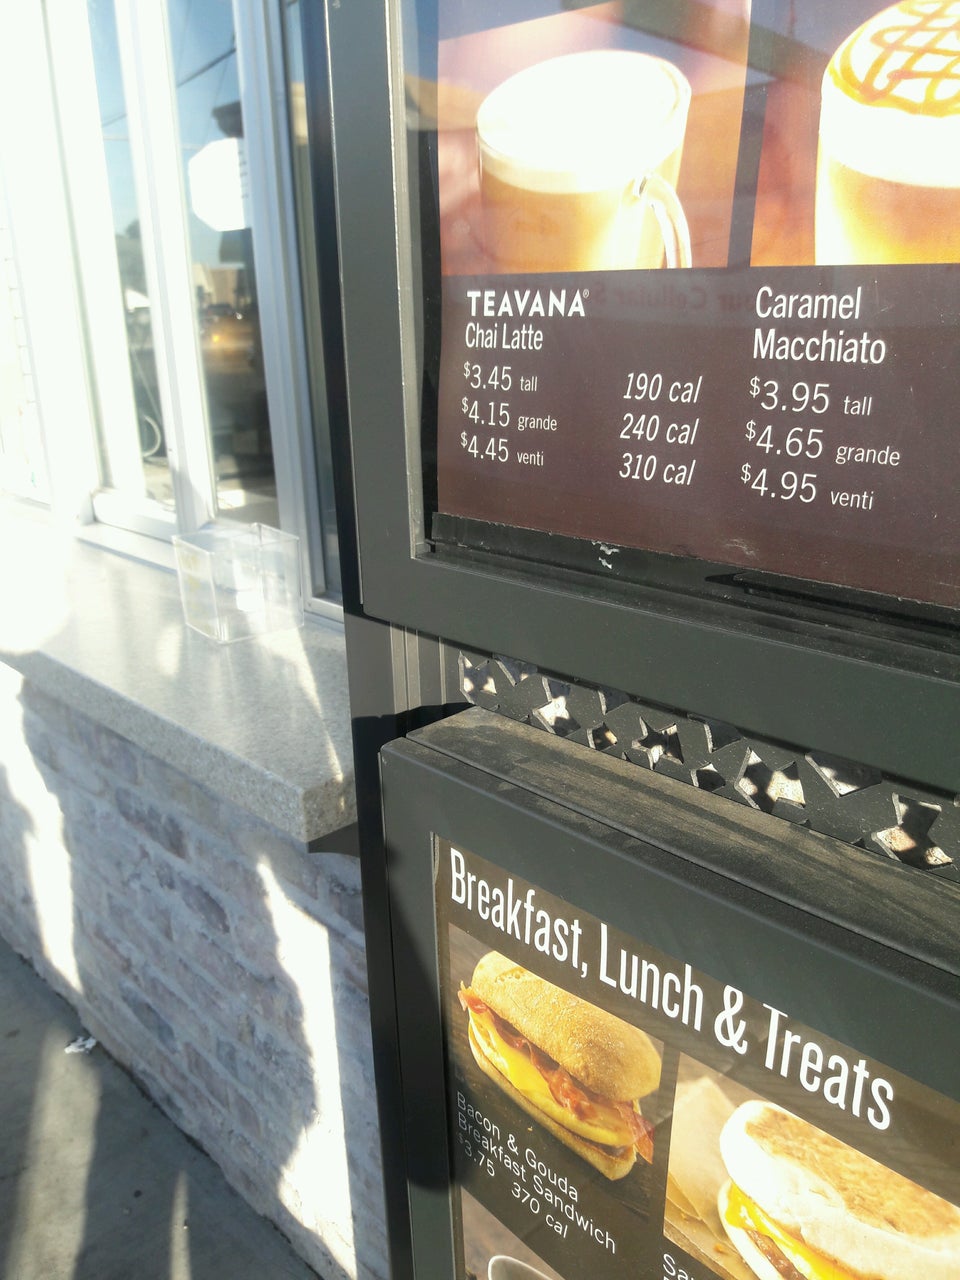 TEAVANA®
Chai Latte
$3.45 tall 190 cal
$4.15 grande 240 cal
$4.45 venti 310 cal
Caramel
Macchiato
$3.95 tall
$4.65 grande
$4.95 venti
Breakfast, Lunch & Treats
Bacon & Gouda
Breakfast Sandwich
$3.75 370 cal